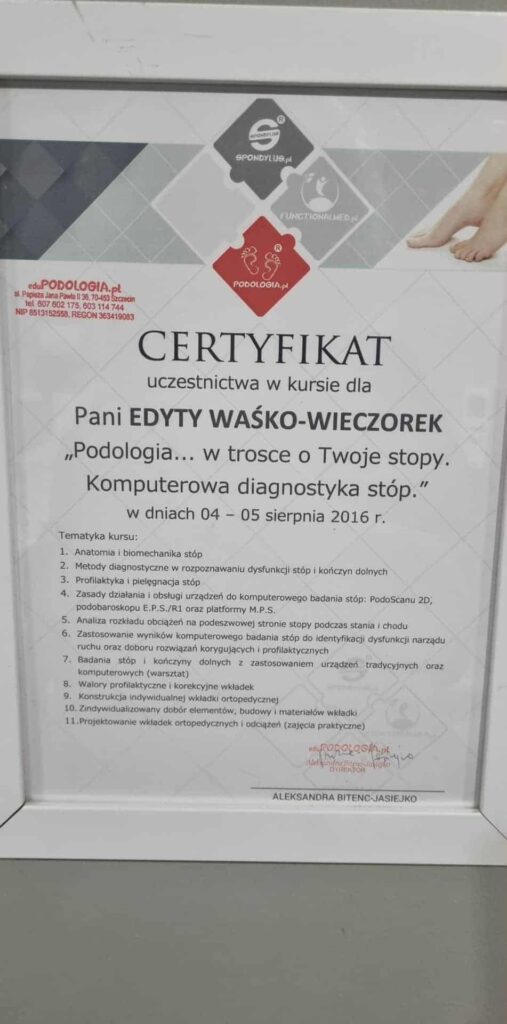 SPONDYLUS.pl
FUNCTIONALMED.pl
PODOLOGIA.pl
eduPODOLOGIA.pl
ul. Papieża Jana Pawła II 36, 70-453 Szczecin
tel. 607 602 175, 603 114 744
NIP 8513152558, REGON 363419083
CERTYFIKAT
uczestnictwa w kursie dla
Pani EDYTY WAŚKO-WIECZOREK
„Podologia... w trosce o Twoje stopy.
Komputerowa diagnostyka stóp.”
w dniach 04 – 05 sierpnia 2016 r.
Tematyka kursu:
1. Anatomia i biomechanika stóp
2. Metody diagnostyczne w rozpoznawaniu dysfunkcji stóp i kończyn dolnych
3. Profilaktyka i pielęgnacja stóp
4. Zasady działania i obsługi urządzeń do komputerowego badania stóp: PodoScanu 2D,
podobaroskopu E.P.S./R1 oraz platformy M.P.S.
5. Analiza rozkładu obciążeń na podeszwowej stronie stopy podczas stania i chodu
6. Zastosowanie wyników komputerowego badania stóp do identyfikacji dysfunkcji narządu
ruchu oraz doboru rozwiązań korygujących i profilaktycznych
7. Badania stóp i kończyny dolnych z zastosowaniem urządzeń tradycyjnych oraz
komputerowych (warsztat)
8. Walory profilaktyczne i korekcyjne wkładek
9. Konstrukcja indywidualnej wkładki ortopedycznej
10. Zindywidualizowany dobór elementów, budowy i materiałów wkładki
11.Projektowanie wkładek ortopedycznych i odciążeń (zajęcia praktyczne)
eduPODOLOGIA.pl
Aleksandra Bitenc-Jasiejko
DYREKTOR
ALEKSANDRA BITENC-JASIEJKO